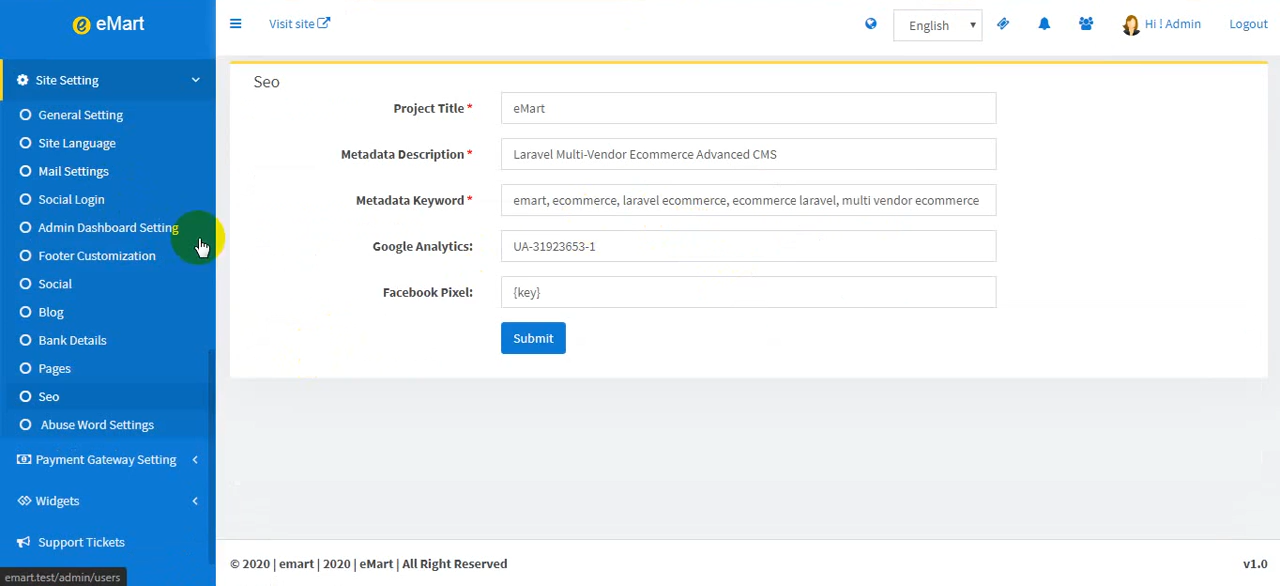 eMart
Visit site
English
Hi ! Admin
Logout
Site Setting
General Setting
Site Language
Mail Settings
Social Login
Admin Dashboard Setting
Footer Customization
Social
Blog
Bank Details
Pages
Seo
Abuse Word Settings
Payment Gateway Setting
Widgets
Support Tickets
emart.test/admin/users
Seo
Project Title * eMart
Metadata Description * Laravel Multi-Vendor Ecommerce Advanced CMS
Metadata Keyword * emart, ecommerce, laravel ecommerce, ecommerce laravel, multi vendor ecommerce
Google Analytics: UA-31923653-1
Facebook Pixel: {key}
Submit
© 2020 | emart | 2020 | eMart | All Right Reserved
v1.0